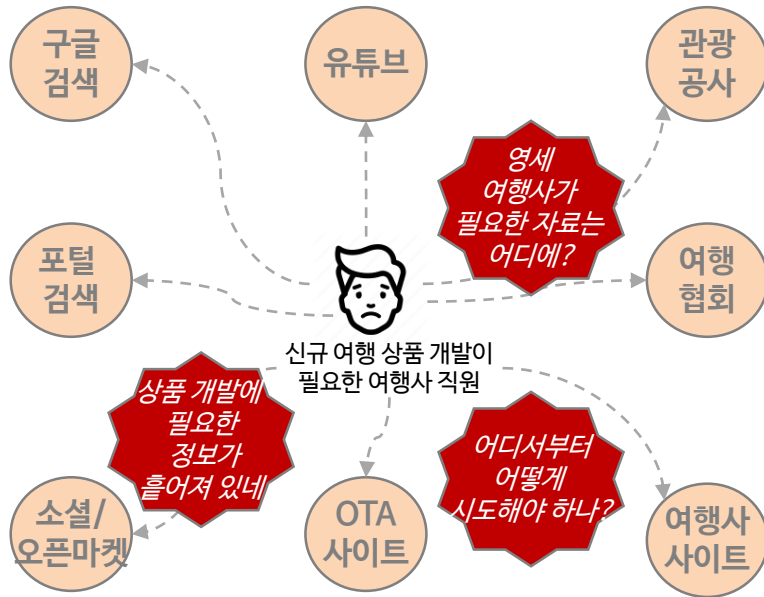 구글
검색
유튜브
관광
공사
영세
여행사가
필요한 자료는
어디에?
포털
검색
여행
협회
신규 여행 상품 개발이
필요한 여행사 직원
상품 개발에
필요한
정보가
흩어져 있네
어디서부터
어떻게
시도해야 하나?
소셜/
오픈마켓
OTA
사이트
여행사
사이트